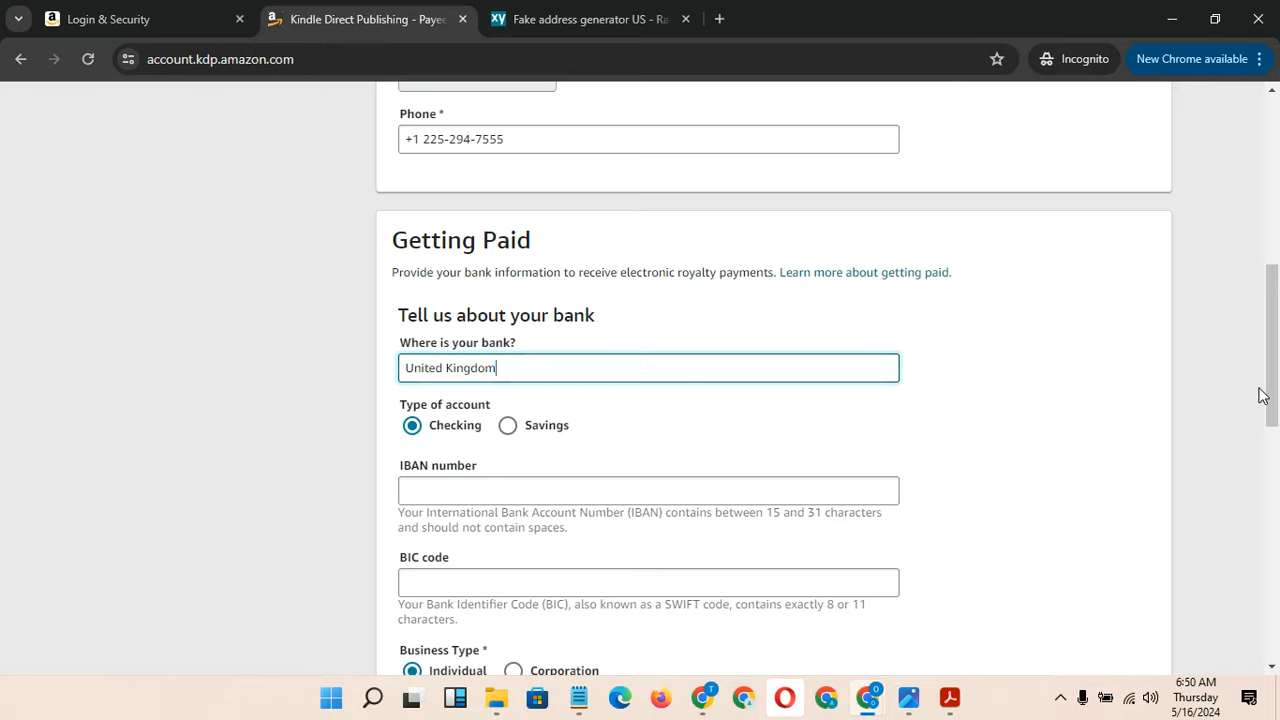 Login & Security
Kindle Direct Publishing - Payee
Fake address generator US - Ra
account.kdp.amazon.com
Incognito
New Chrome available
Phone *
+1 225-294-7555
Getting Paid
Provide your bank information to receive electronic royalty payments. Learn more about getting paid.
Tell us about your bank
Where is your bank?
United Kingdom
Type of account
Checking
Savings
IBAN number
Your International Bank Account Number (IBAN) contains between 15 and 31 characters
and should not contain spaces.
BIC code
Your Bank Identifier Code (BIC), also known as a SWIFT code, contains exactly 8 or 11
characters.
Business Type *
Individual
Corporation
6:50 AM
Thursday
5/16/2024